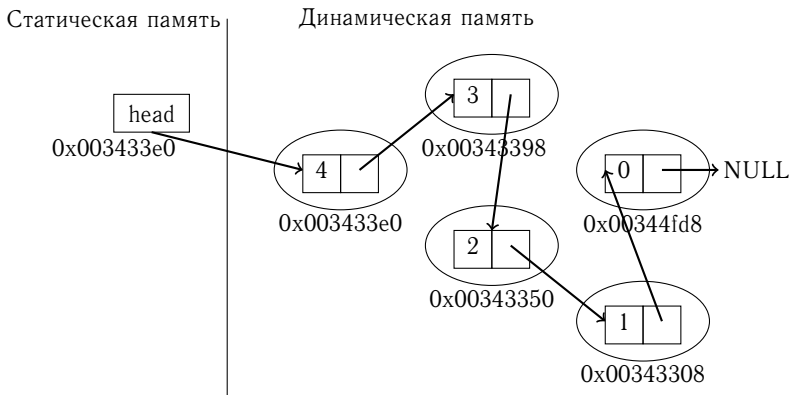 Статическая память
Динамическая память
head
0x003433e0
4
0x003433e0
3
0x00343398
2
0x00343350
1
0x00343308
0
0x00344fd8
NULL